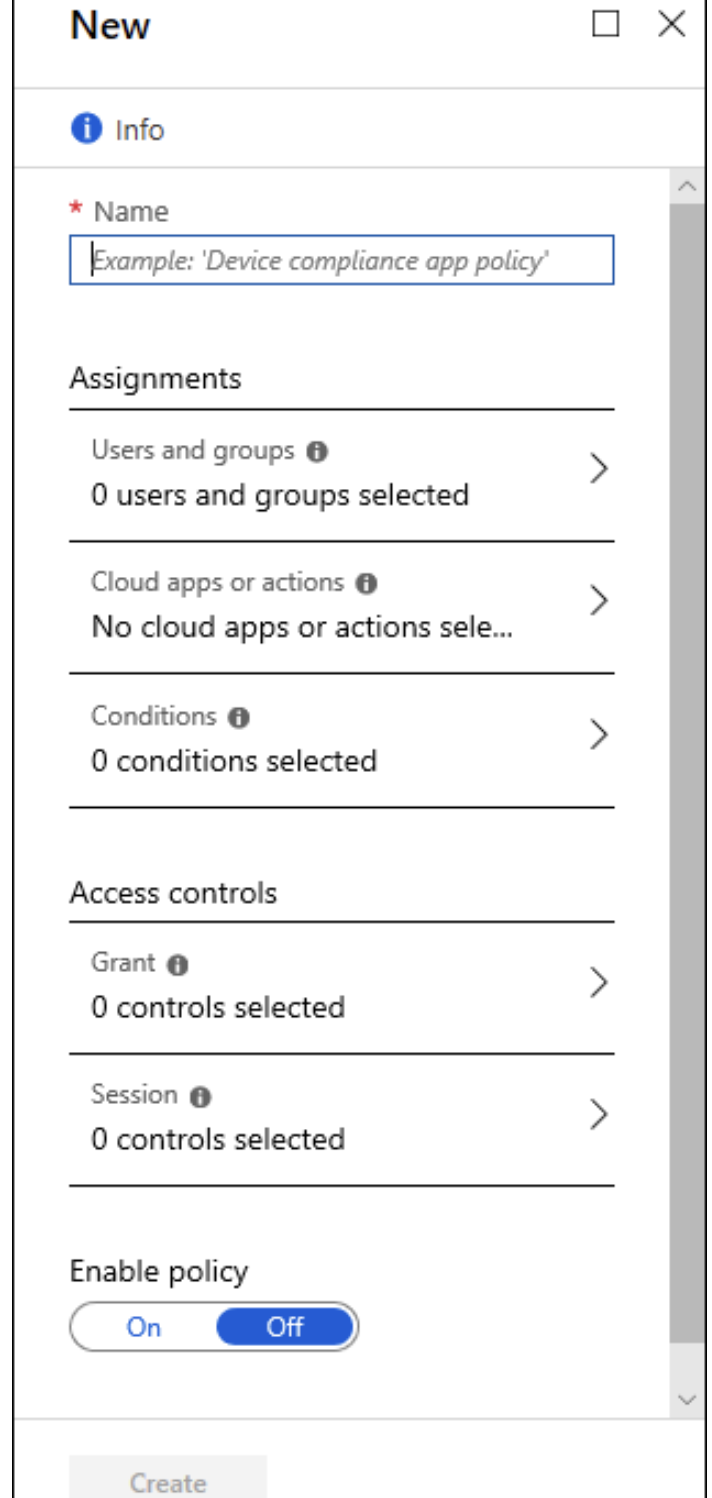 New
Info
* Name
Example: 'Device compliance app policy'
Assignments
Users and groups
0 users and groups selected
Cloud apps or actions
No cloud apps or actions sele...
Conditions
0 conditions selected
Access controls
Grant
0 controls selected
Session
0 controls selected
Enable policy
On Off
Create